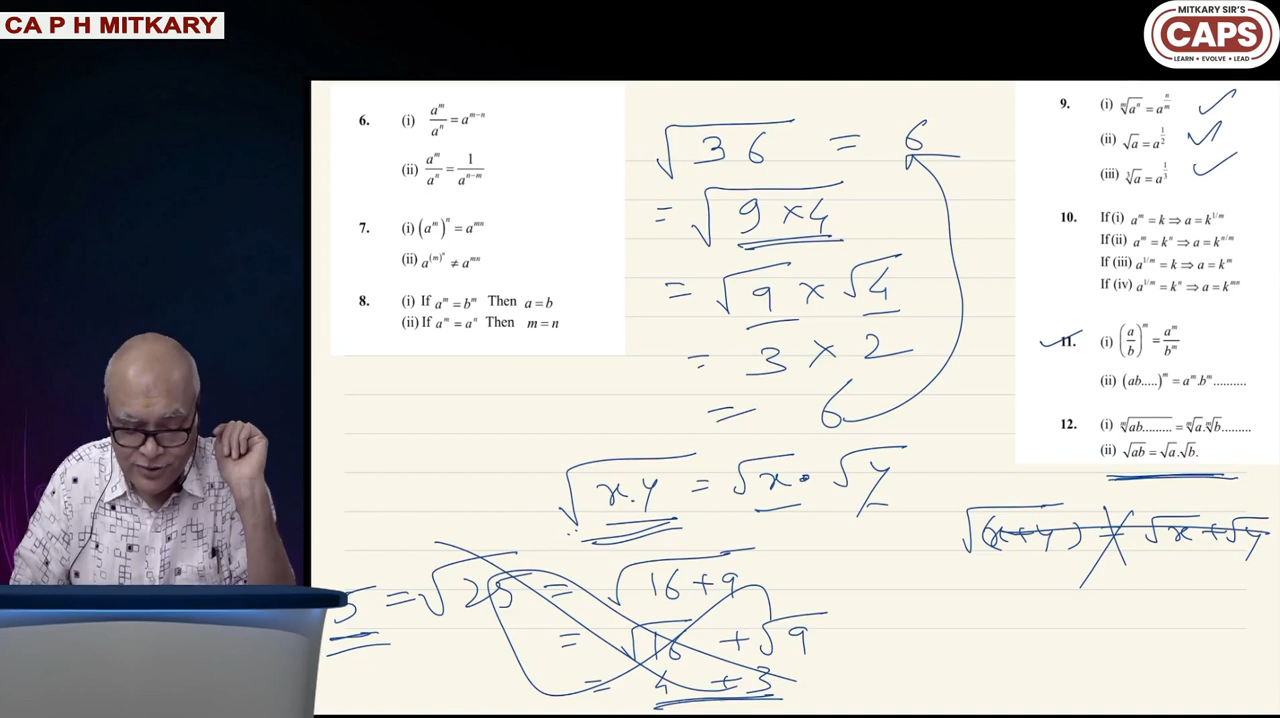 CA P H MITKARY
MITKARY SIR'S
CAPS
LEARN • EVOLVE • LEAD
6. (i) a^m/a^n = a^(m−n)
(ii) a^m/a^n = 1/a^(n−m)
7. (i) (a^m)^n = a^(mn)
(ii) a^((m)^n) ≠ a^(mn)
8. (i) If a^m = b^m Then a = b
(ii) If a^m = a^n Then m = n
√36 = 6
= √(9 × 4)
= √9 × √4
= 3 × 2
= 6
√(x.y) = √x . √y
5 = √25 = √(16 + 9)
= √16 + √9
= 4 + 3
9. (i) ᵐ√a^n = a^(n/m)
(ii) √a = a^(1/2)
(iii) ³√a = a^(1/3)
10. If (i) a^m = k ⇒ a = k^(1/m)
If (ii) a^m = k^n ⇒ a = k^(n/m)
If (iii) a^(1/m) = k ⇒ a = k^m
If (iv) a^(1/m) = k^n ⇒ a = k^(mn)
11. (i) (a/b)^m = a^m/b^m
(ii) (ab.....)^m = a^m.b^m..........
12. (i) ᵐ√ab......... = ᵐ√a.ᵐ√b.........
(ii) √ab = √a.√b.
√(x+y) ≠ √x + √y